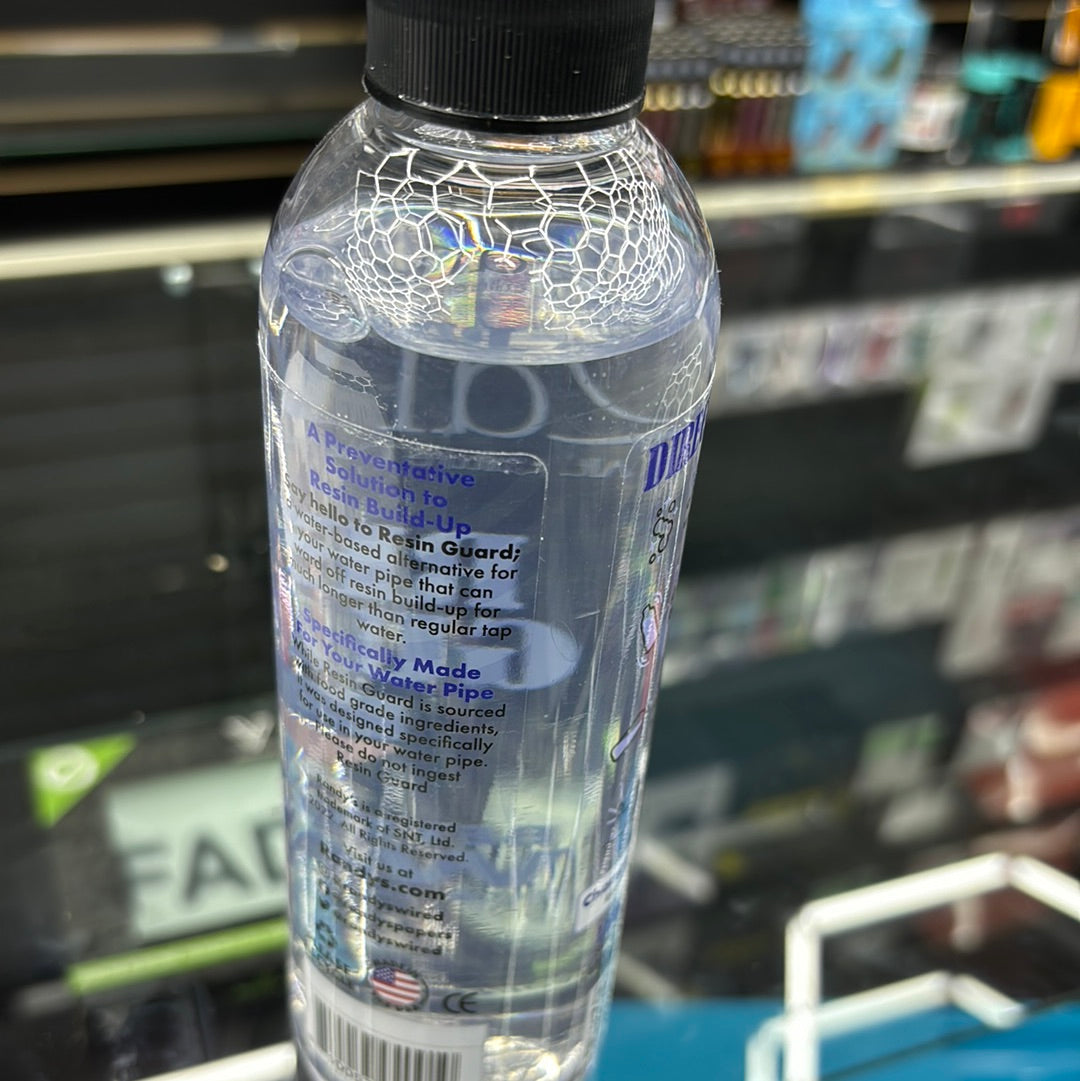 A Preventative
Solution to
Resin Build-Up
Say hello to Resin Guard;
a water-based alternative for
your water pipe that can
ward off resin build-up for
much longer than regular tap
water.
Specifically Made
For Your Water Pipe
While Resin Guard is sourced
with food grade ingredients,
it was designed specifically
for use in your water pipe.
Please do not ingest
Resin Guard
Randy's is a registered
trademark of SNT, Ltd.
2022. All Rights Reserved.
Visit us at
Randys.com
CE
FAD